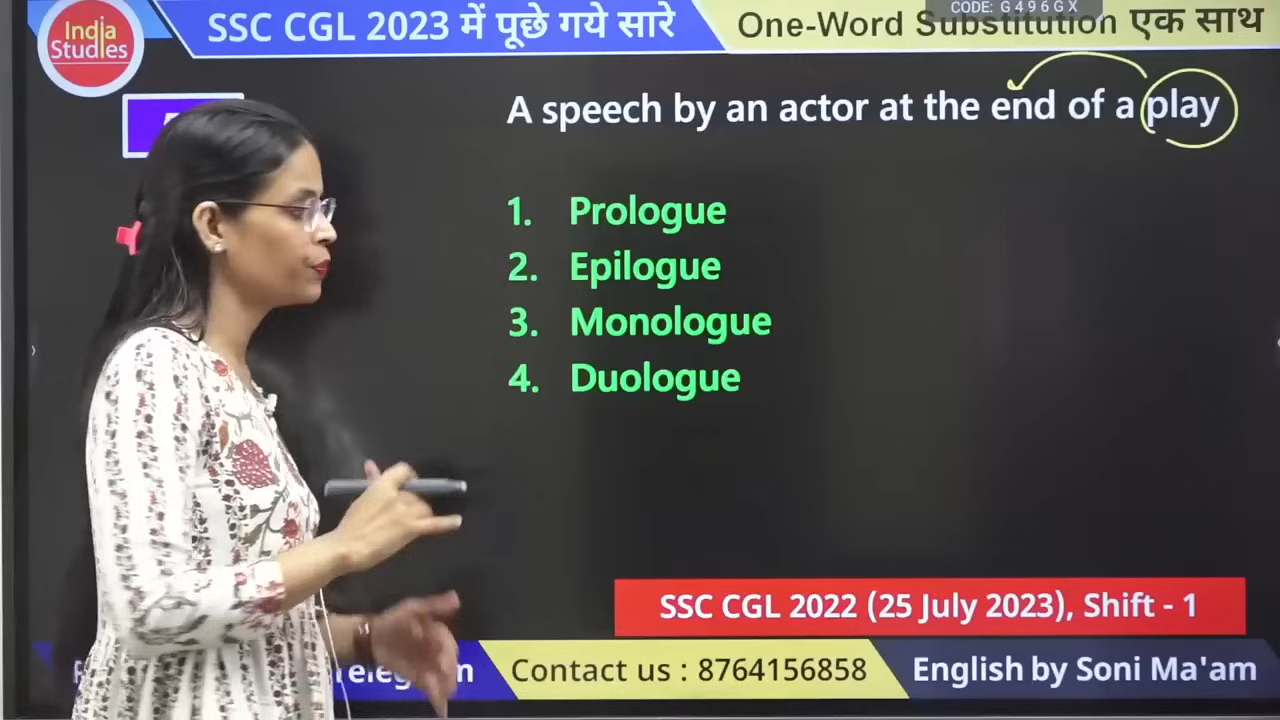 India
Studies
SSC CGL 2023 में पूछे गये सारे
One-Word Substitution एक साथ
CODE: G496GX
A speech by an actor at the end of a play
1. Prologue
2. Epilogue
3. Monologue
4. Duologue
SSC CGL 2022 (25 July 2023), Shift - 1
Contact us : 8764156858
English by Soni Ma'am